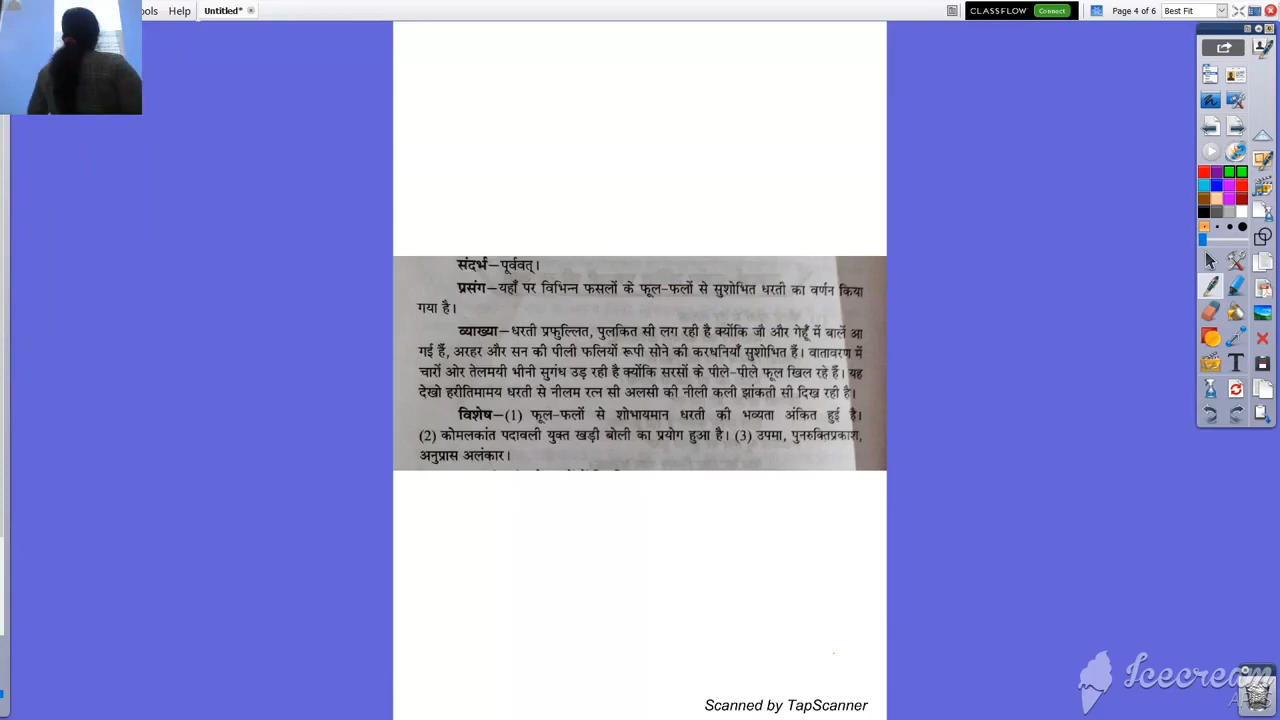 ools Help Untitled*
CLASSFLOW Connect
Page 4 of 6 Best Fit
संदर्भ–पूर्ववत्।
प्रसंग–यहाँ पर विभिन्न फसलों के फूल-फलों से सुशोभित धरती का वर्णन किया
गया है।
व्याख्या–धरती प्रफुल्लित, पुलकित सी लग रही है क्योंकि जौ और गेहूँ में बालें आ
गई हैं, अरहर और सन की पीली फलियों रूपी सोने की करधनियाँ सुशोभित हैं। वातावरण में
चारों ओर तेलमयी भीनी सुगंध उड़ रही है क्योंकि सरसों के पीले-पीले फूल खिल रहे हैं। यह
देखो हरीतिमामय धरती से नीलम रत्न सी अलसी की नीली कली झांकती सी दिख रही है।
विशेष–(1) फूल-फलों से शोभायमान धरती की भव्यता अंकित हुई है।
(2) कोमलकांत पदावली युक्त खड़ी बोली का प्रयोग हुआ है। (3) उपमा, पुनरुक्तिप्रकाश,
अनुप्रास अलंकार।
Icecream
APPS
Scanned by TapScanner